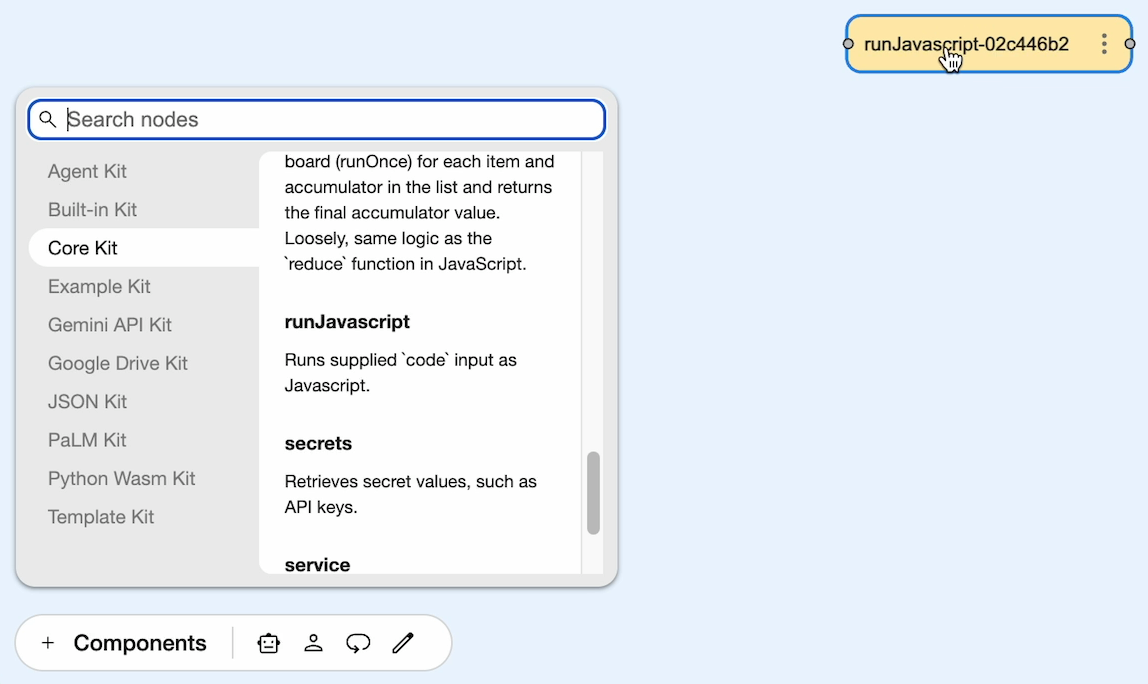 runJavascript-02c446b2
Search nodes
Agent Kit
Built-in Kit
Core Kit
Example Kit
Gemini API Kit
Google Drive Kit
JSON Kit
PaLM Kit
Python Wasm Kit
Template Kit
board (runOnce) for each item and
accumulator in the list and returns
the final accumulator value.
Loosely, same logic as the
`reduce` function in JavaScript.
runJavascript
Runs supplied `code` input as
Javascript.
secrets
Retrieves secret values, such as
API keys.
service
+ Components